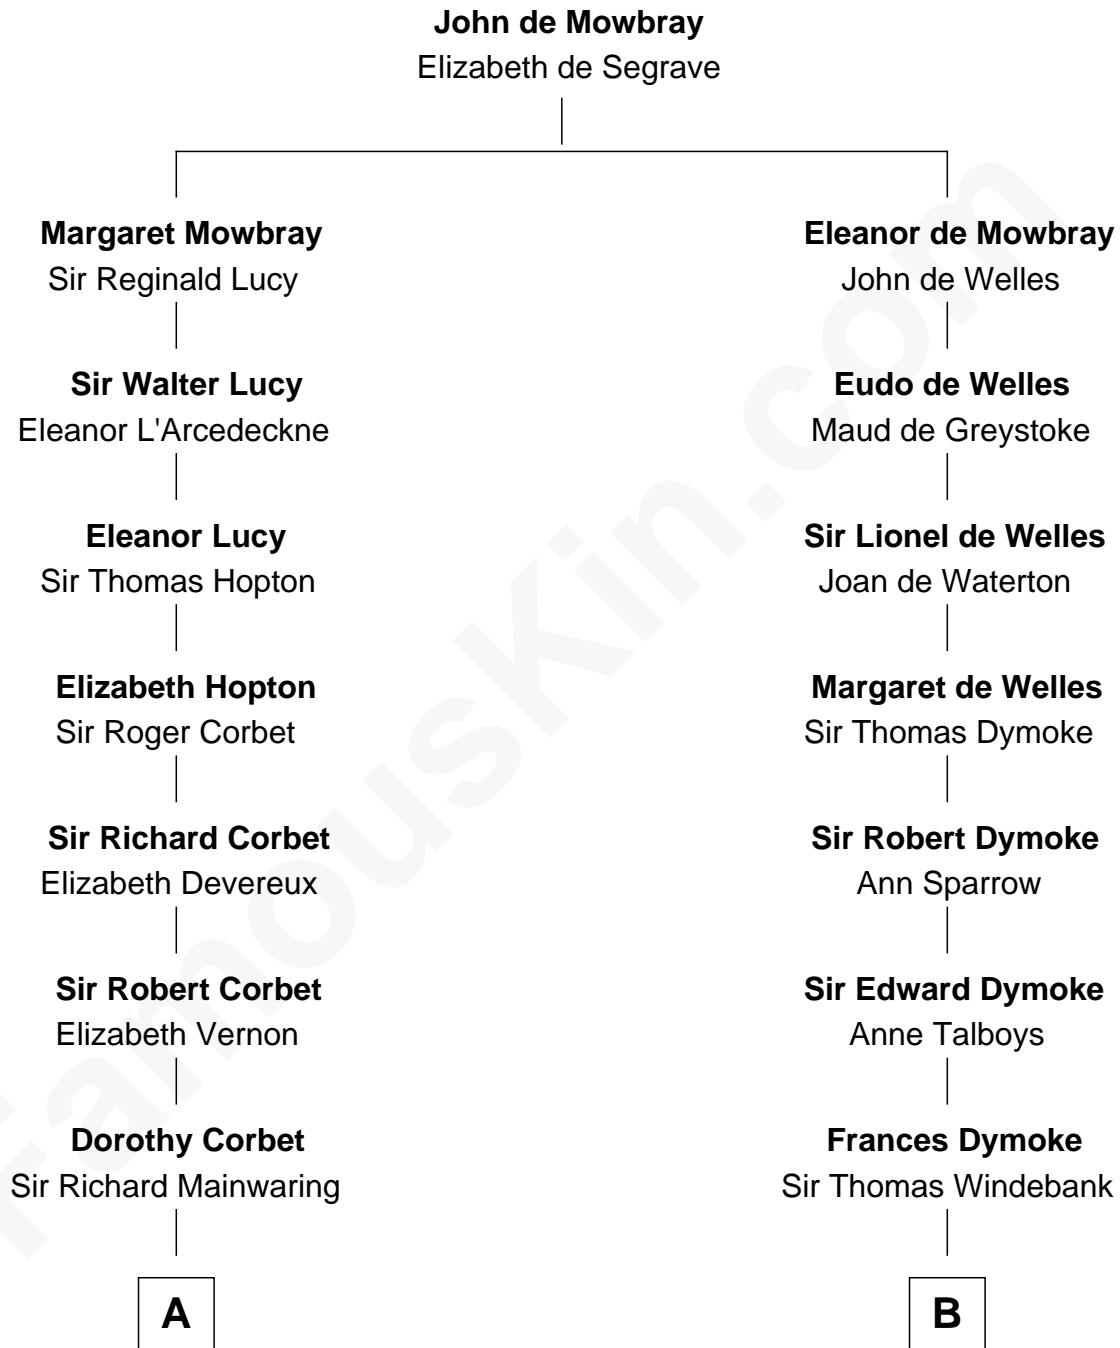 John de Mowbray
Elizabeth de Segrave
Margaret Mowbray
Sir Reginald Lucy
Eleanor de Mowbray
John de Welles
Sir Walter Lucy
Eleanor L'Arcedeckne
Eudo de Welles
Maud de Greystoke
Eleanor Lucy
Sir Thomas Hopton
Sir Lionel de Welles
Joan de Waterton
Elizabeth Hopton
Sir Roger Corbet
Margaret de Welles
Sir Thomas Dymoke
Sir Richard Corbet
Elizabeth Devereux
Sir Robert Dymoke
Ann Sparrow
Sir Robert Corbet
Elizabeth Vernon
Sir Edward Dymoke
Anne Talboys
Dorothy Corbet
Sir Richard Mainwaring
Frances Dymoke
Sir Thomas Windebank
A
B
FamousKin.com